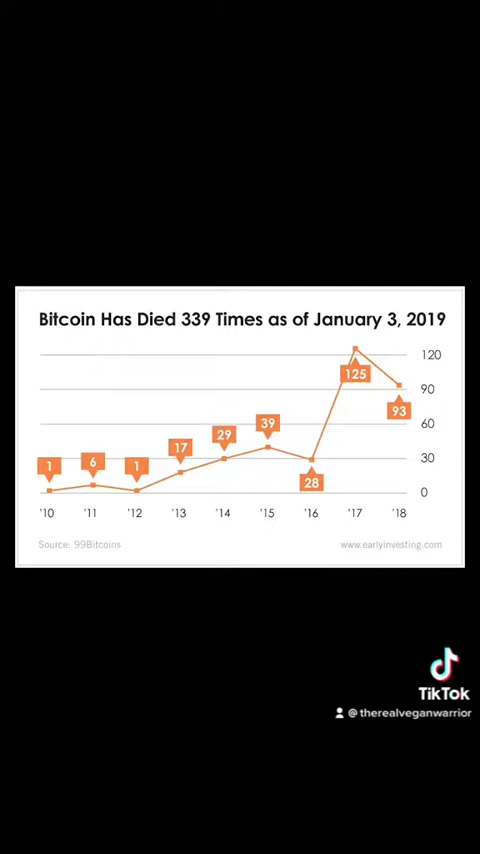 Bitcoin Has Died 339 Times as of January 3, 2019
120
125
90
93
60
39
29
17
30
1
6
1
28
0
'10 '11 '12 '13 '14 '15 '16 '17 '18
Source: 99Bitcoins www.earlyinvesting.com
TikTok
@therealveganwarrior